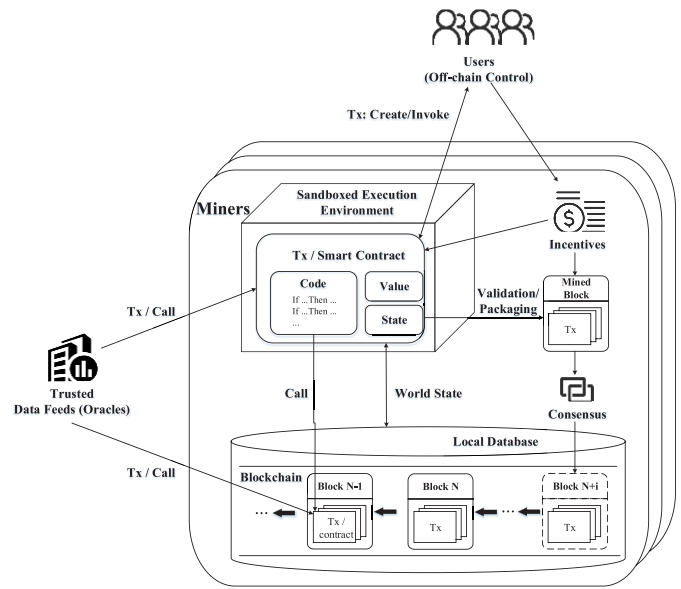 Users
(Off-chain Control)
Tx: Create/Invoke
Miners
Sandboxed Execution
Environment
Tx / Smart Contract
Code
If ...Then ...
If ...Then ...
...
Value
State
Incentives
Validation/
Packaging
Mined
Block
Tx
Tx / Call
Trusted
Data Feeds (Oracles)
Call
World State
Consensus
Tx / Call
Local Database
Blockchain
Block N-1
Block N
Block N+i
...
Tx /
contract
Tx
...
Tx